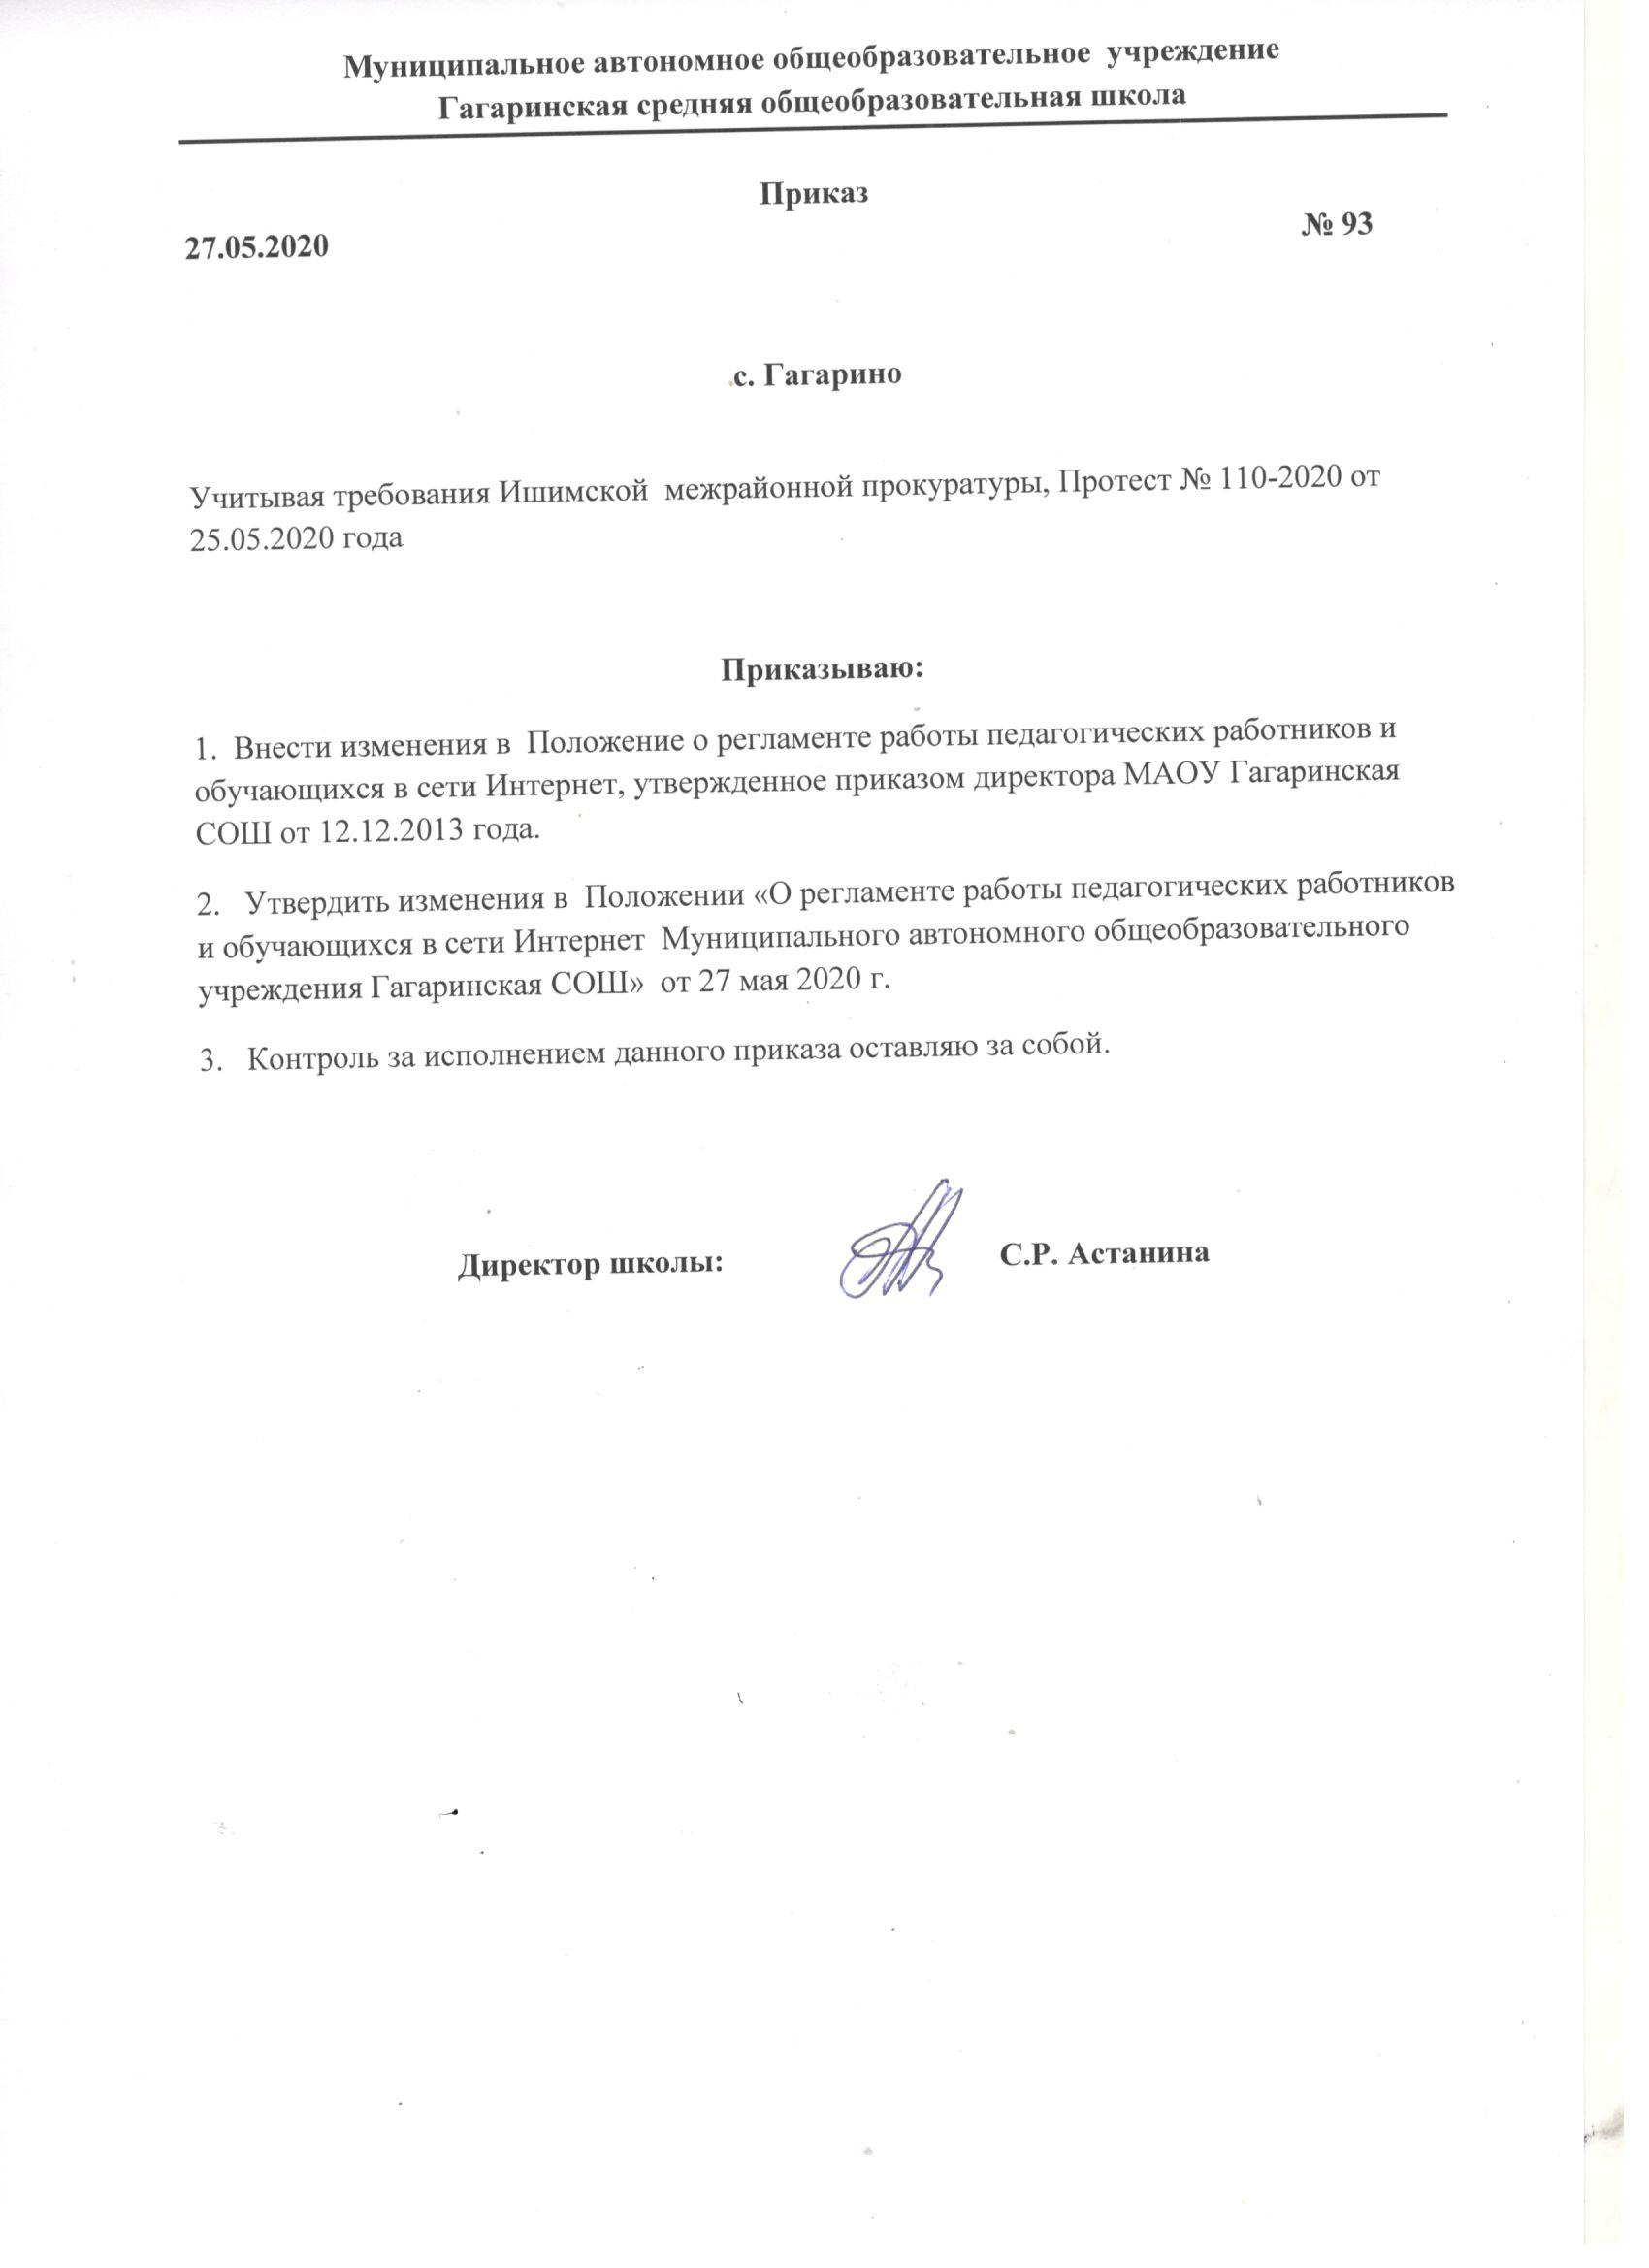 Муниципальное автономное общеобразовательное учреждение
Гагаринская средняя общеобразовательная школа
Приказ
27.05.2020 № 93
с. Гагарино
Учитывая требования Ишимской межрайонной прокуратуры, Протест № 110-2020 от
25.05.2020 года
Приказываю:
1. Внести изменения в Положение о регламенте работы педагогических работников и
обучающихся в сети Интернет, утвержденное приказом директора МАОУ Гагаринская
СОШ от 12.12.2013 года.
2. Утвердить изменения в Положении «О регламенте работы педагогических работников
и обучающихся в сети Интернет Муниципального автономного общеобразовательного
учреждения Гагаринская СОШ» от 27 мая 2020 г.
3. Контроль за исполнением данного приказа оставляю за собой.
Директор школы: С.Р. Астанина